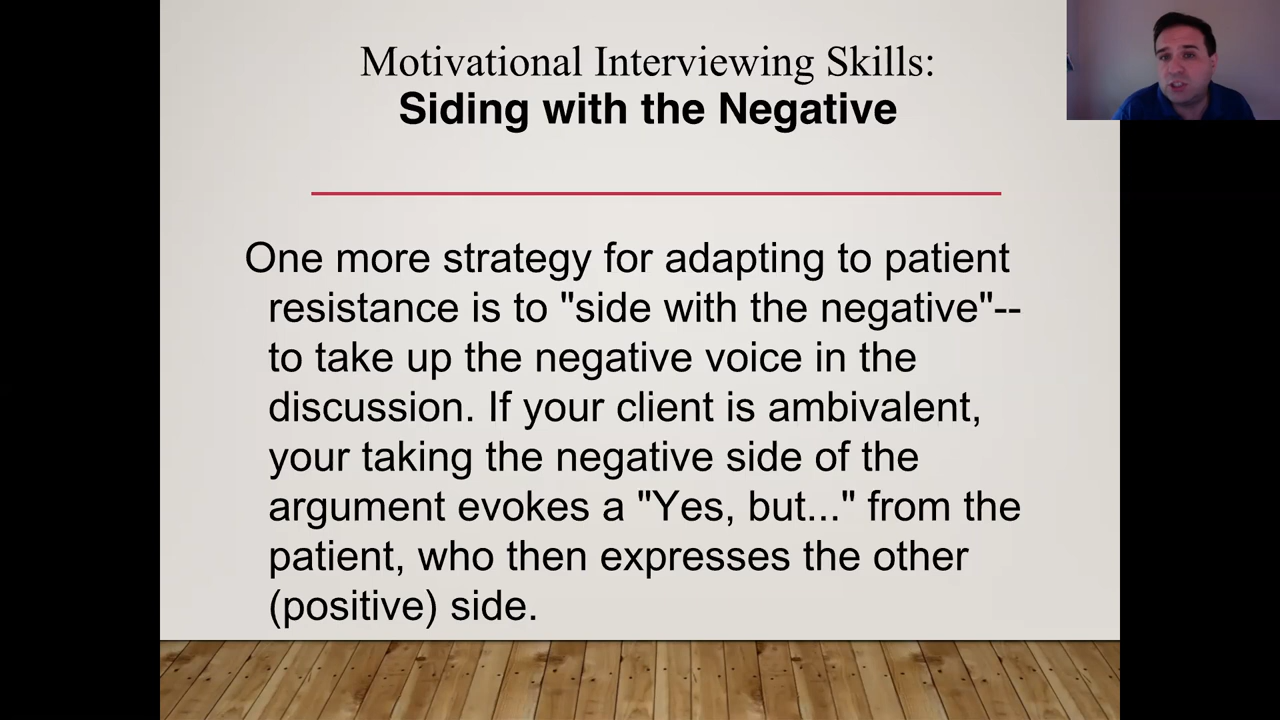 Motivational Interviewing Skills:
Siding with the Negative
One more strategy for adapting to patient
resistance is to "side with the negative"--
to take up the negative voice in the
discussion. If your client is ambivalent,
your taking the negative side of the
argument evokes a "Yes, but..." from the
patient, who then expresses the other
(positive) side.